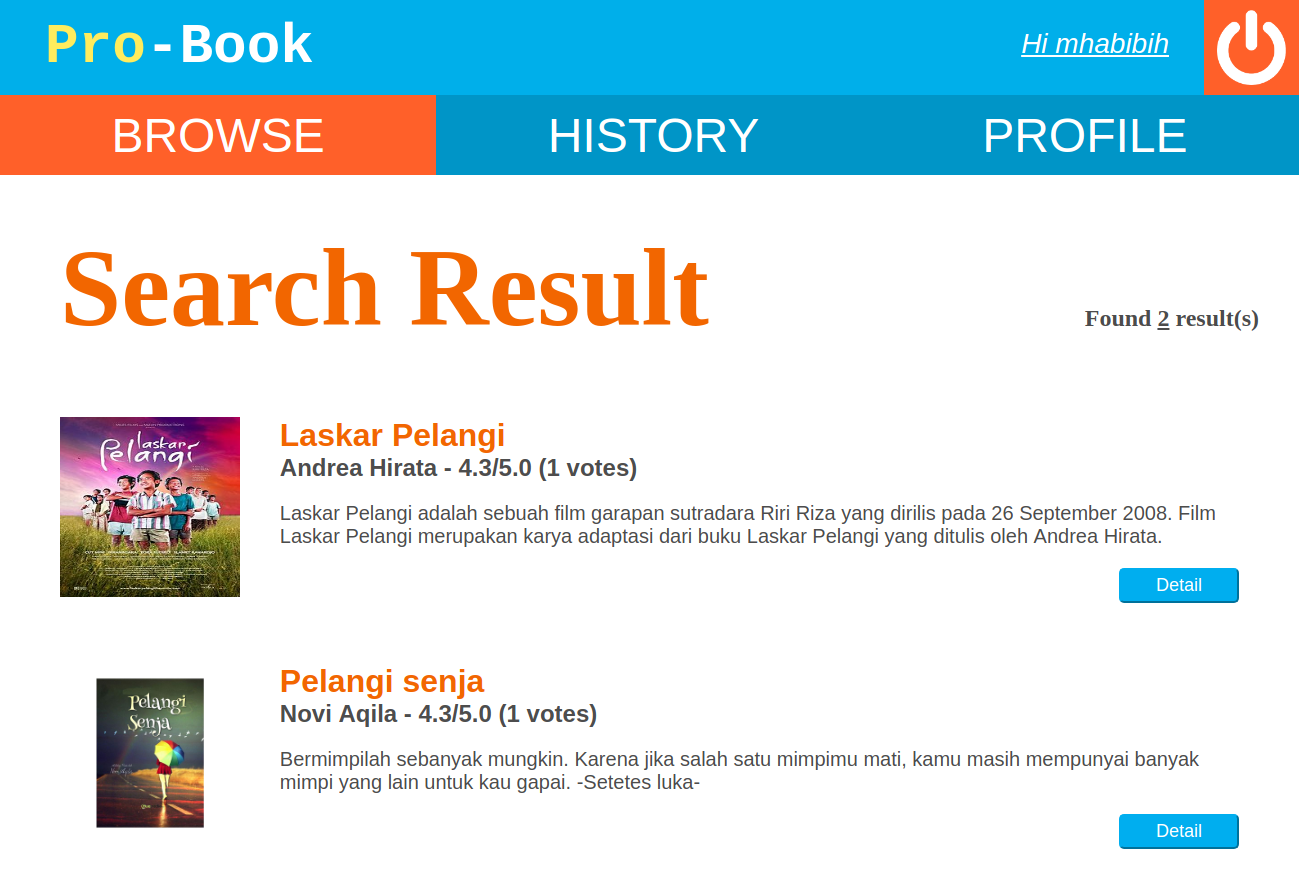 Pro-Book
Hi mhabibih
BROWSE
HISTORY
PROFILE
Search Result
Found 2 result(s)
laskar
Pelangi
Laskar Pelangi
Andrea Hirata - 4.3/5.0 (1 votes)
Laskar Pelangi adalah sebuah film garapan sutradara Riri Riza yang dirilis pada 26 September 2008. Film
Laskar Pelangi merupakan karya adaptasi dari buku Laskar Pelangi yang ditulis oleh Andrea Hirata.
Detail
Pelangi
Senja
Pelangi senja
Novi Aqila - 4.3/5.0 (1 votes)
Bermimpilah sebanyak mungkin. Karena jika salah satu mimpimu mati, kamu masih mempunyai banyak
mimpi yang lain untuk kau gapai. -Setetes luka-
Detail